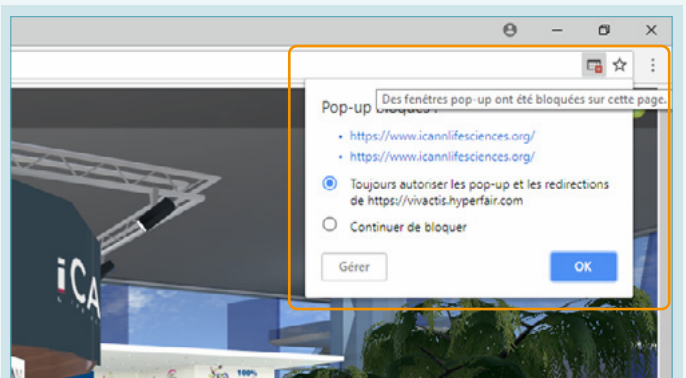 Des fenêtres pop-up ont été bloquées sur cette page.
Pop-up bloqués :
• https://www.icannlifesciences.org/
• https://www.icannlifesciences.org/
Toujours autoriser les pop-up et les redirections
de https://vivactis.hyperfair.com
Continuer de bloquer
Gérer
OK
iCA
100%